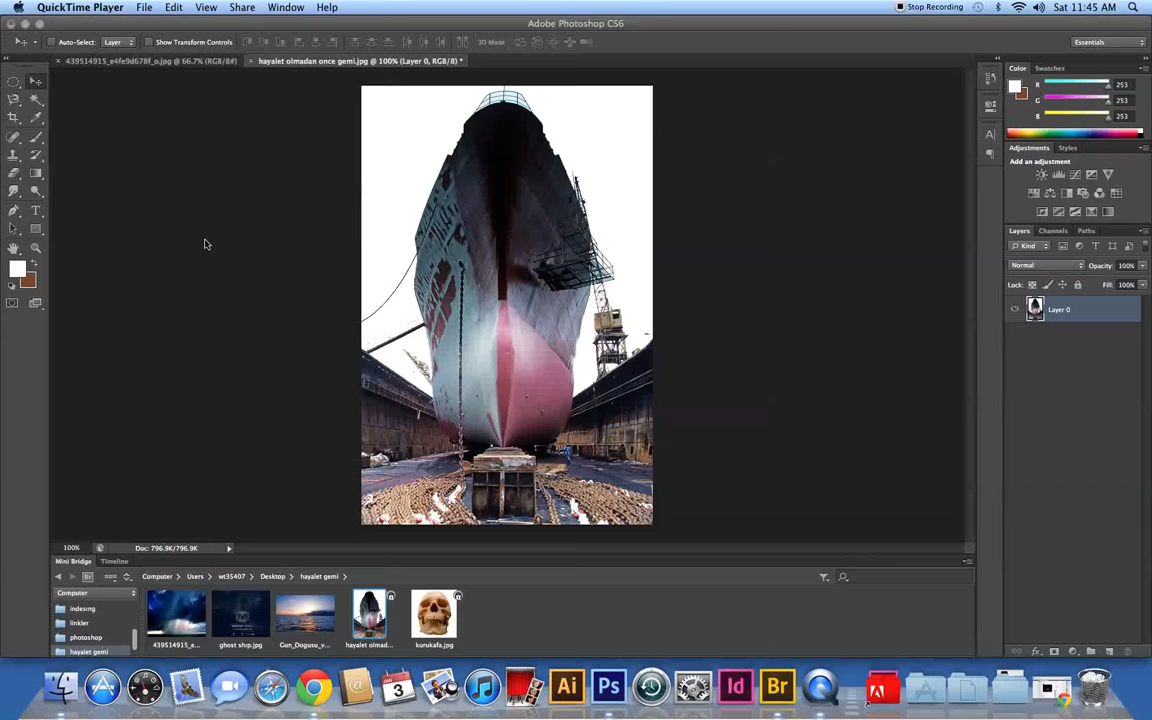 QuickTime Player File Edit View Share Window Help Stop Recording Sat 11:45 AM
Adobe Photoshop CS6
Auto-Select: Layer Show Transform Controls 3D Mode: Essentials
439514915_e4fe9d678f_o.jpg @ 66.7% (RGB/8#) hayalet olmadan once gemi.jpg @ 100% (Layer 0, RGB/8) *
Color Swatches
R 253
G 253
B 253
Adjustments Styles
Add an adjustment
Layers Channels Paths
Kind
Normal Opacity: 100%
Lock: Fill: 100%
Layer 0
100% Doc: 796.9K/796.9K
Mini Bridge Timeline
Computer Users wt35407 Desktop hayalet gemi
Computer
indesing
linkler
photoshop
hayalet gemi
439514915_e... ghost ship.jpg Gun_Dogusu_v... hayalet olmad... kurukafa.jpg